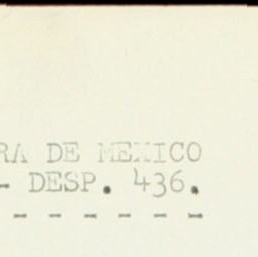 RA DE MEXICO
- DESP. 436.
- - - - - -